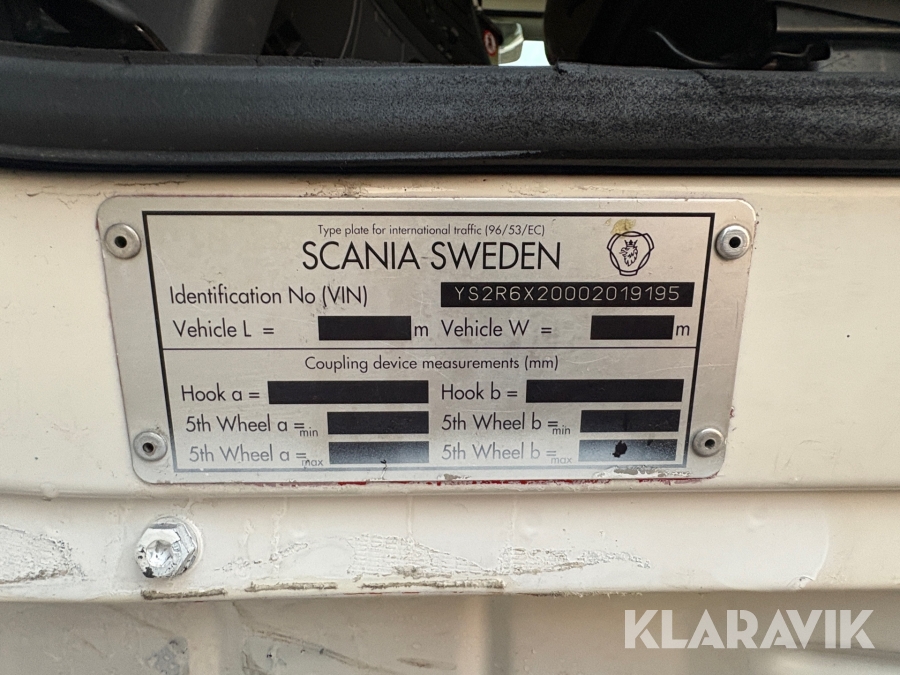 Type plate for international traffic (96/53/EC)
SCANIA SWEDEN
Identification No (VIN) YS2R6X20002019195
Vehicle L = m Vehicle W = m
Coupling device measurements (mm)
Hook a = Hook b =
5th Wheel a =min 5th Wheel b =min
5th Wheel a =max 5th Wheel b =max
KLARAVIK